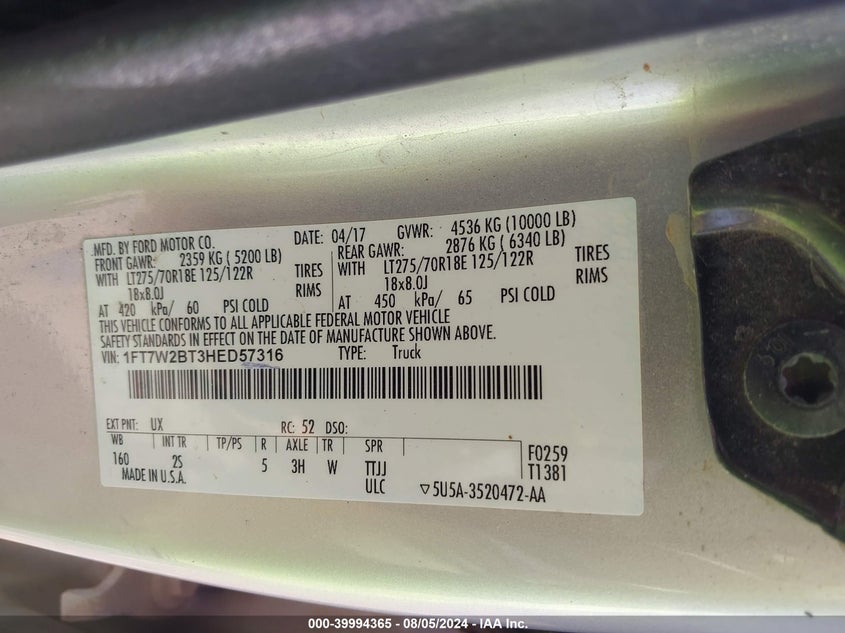 MFD. BY FORD MOTOR CO. DATE: 04/17 GVWR: 4536 KG (10000 LB)
FRONT GAWR: 2359 KG ( 5200 LB) REAR GAWR: 2876 KG ( 6340 LB)
WITH LT275/70R18E 125/122R TIRES WITH LT275/70R18E 125/122R TIRES
18x8.0J RIMS 18x8.0J RIMS
AT 420 kPa/ 60 PSI COLD AT 450 kPa/ 65 PSI COLD
THIS VEHICLE CONFORMS TO ALL APPLICABLE FEDERAL MOTOR VEHICLE
SAFETY STANDARDS IN EFFECT ON THE DATE OF MANUFACTURE SHOWN ABOVE.
VIN: 1FT7W2BT3HED57316 TYPE: Truck
EXT PNT: UX RC: 52 DSO:
WB INT TR TP/PS R AXLE TR SPR F0259
160 2S 5 3H W TTJJ T1381
MADE IN U.S.A. ULC ▽5U5A-3520472-AA
000-39994365 - 08/05/2024 - IAA Inc.